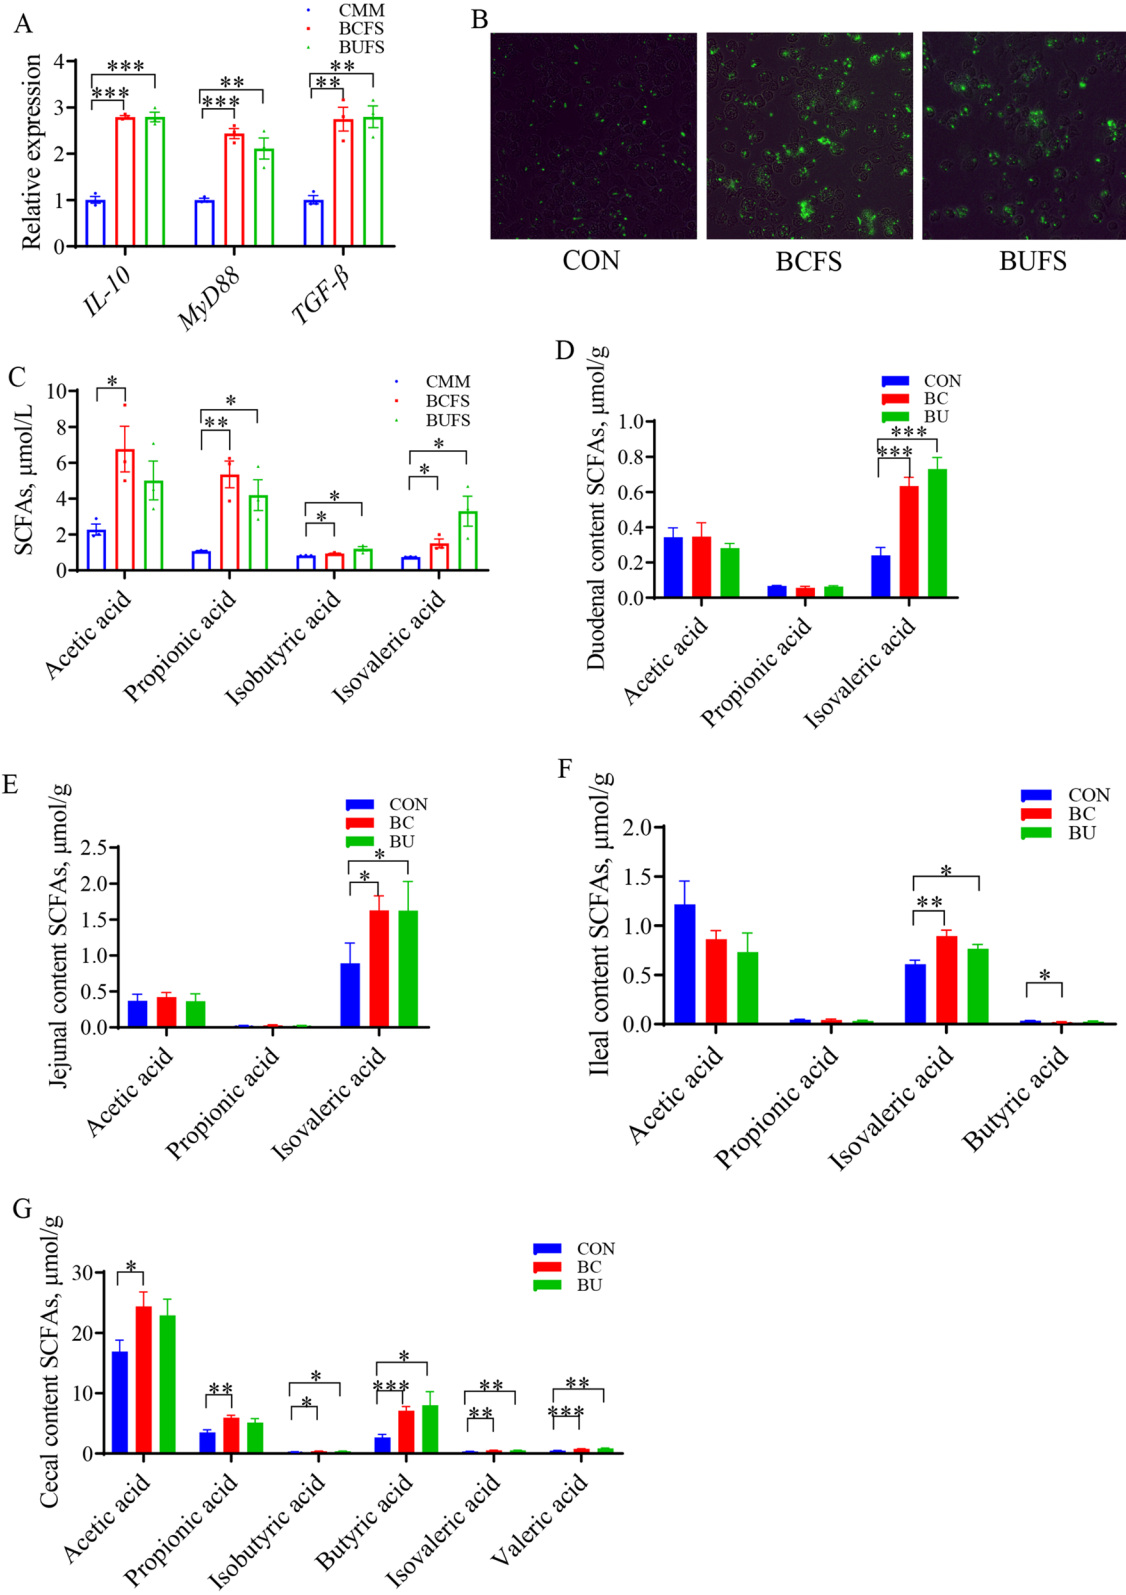 A
CMM
BCFS
BUFS
Relative expression
4
3
2
1
0
***
***
**
***
**
**
IL-10
MyD88
TGF-β
B
CON
BCFS
BUFS
C
CMM
BCFS
BUFS
SCFAs, μmol/L
10
8
6
4
2
0
*
*
**
*
*
*
*
Acetic acid
Propionic acid
Isobutyric acid
Isovaleric acid
D
CON
BC
BU
Duodenal content SCFAs, μmol/g
1.0
0.8
0.6
0.4
0.2
0.0
***
***
Acetic acid
Propionic acid
Isovaleric acid
E
CON
BC
BU
Jejunal content SCFAs, μmol/g
2.5
2.0
1.5
1.0
0.5
0.0
*
*
Acetic acid
Propionic acid
Isovaleric acid
F
CON
BC
BU
Ileal content SCFAs, μmol/g
2.0
1.5
1.0
0.5
0.0
*
**
*
Acetic acid
Propionic acid
Isovaleric acid
Butyric acid
G
CON
BC
BU
Cecal content SCFAs, μmol/g
30
20
10
0
*
**
*
*
*
***
**
**
**
***
Acetic acid
Propionic acid
Isobutyric acid
Butyric acid
Isovaleric acid
Valeric acid